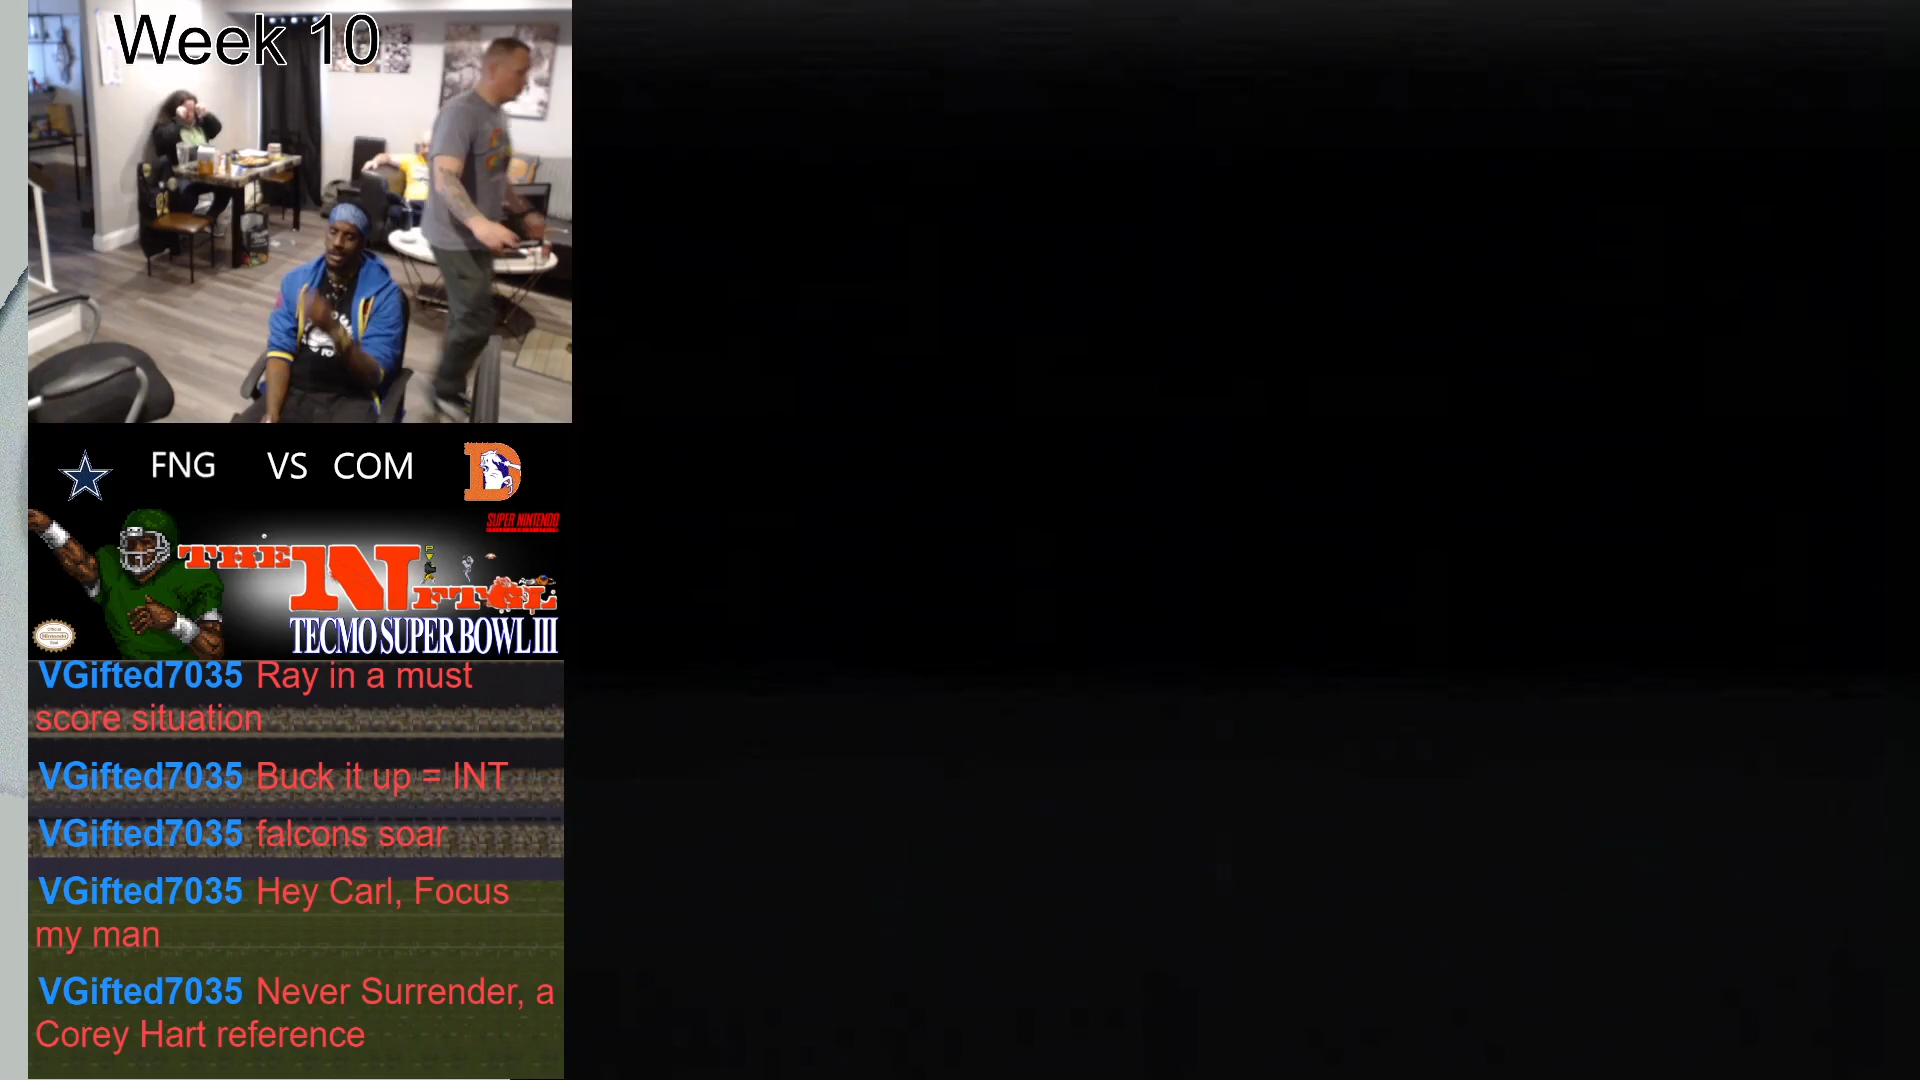 Week 10
FNG VS COM
SUPER NINTENDO
THE N FTSL
TECMO SUPER BOWL III
VGifted7035 Ray in a must
score situation
VGifted7035 Buck it up = INT
VGifted7035 falcons soar
VGifted7035 Hey Carl, Focus
my man
VGifted7035 Never Surrender, a
Corey Hart reference